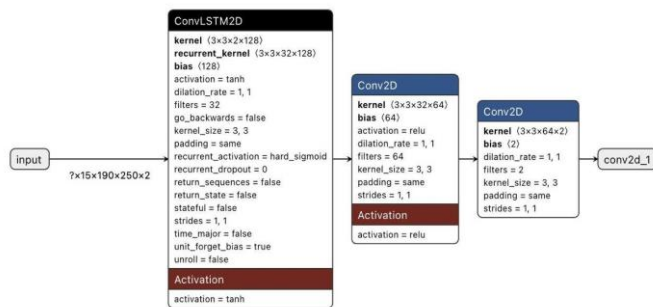 input
?×15×190×250×2
ConvLSTM2D
kernel ⟨3×3×2×128⟩
recurrent_kernel ⟨3×3×32×128⟩
bias ⟨128⟩
activation = tanh
dilation_rate = 1, 1
filters = 32
go_backwards = false
kernel_size = 3, 3
padding = same
recurrent_activation = hard_sigmoid
recurrent_dropout = 0
return_sequences = false
return_state = false
stateful = false
strides = 1, 1
time_major = false
unit_forget_bias = true
unroll = false
Activation
activation = tanh
Conv2D
kernel ⟨3×3×32×64⟩
bias ⟨64⟩
activation = relu
dilation_rate = 1, 1
filters = 64
kernel_size = 3, 3
padding = same
strides = 1, 1
Activation
activation = relu
Conv2D
kernel ⟨3×3×64×2⟩
bias ⟨2⟩
dilation_rate = 1, 1
filters = 2
kernel_size = 3, 3
padding = same
strides = 1, 1
conv2d_1